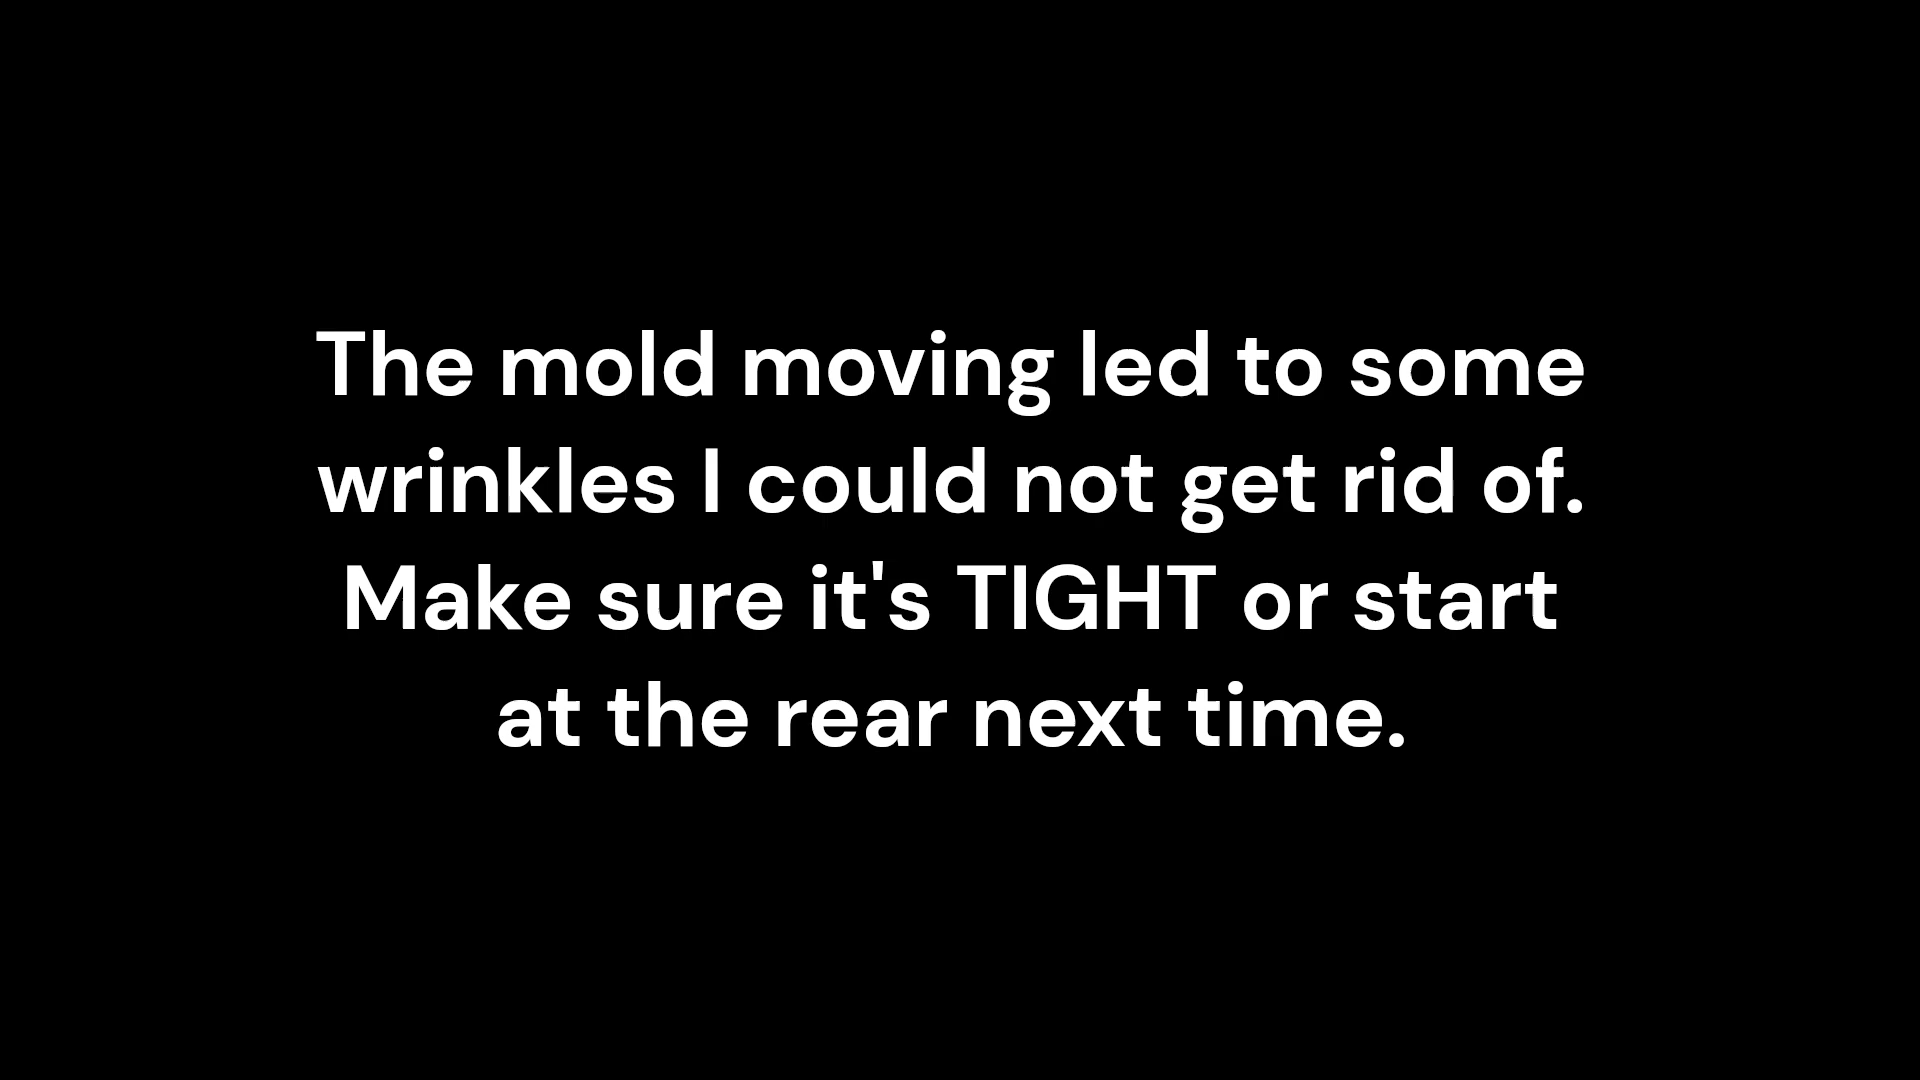 The mold moving led to some
wrinkles I could not get rid of.
Make sure it's TIGHT or start
at the rear next time.